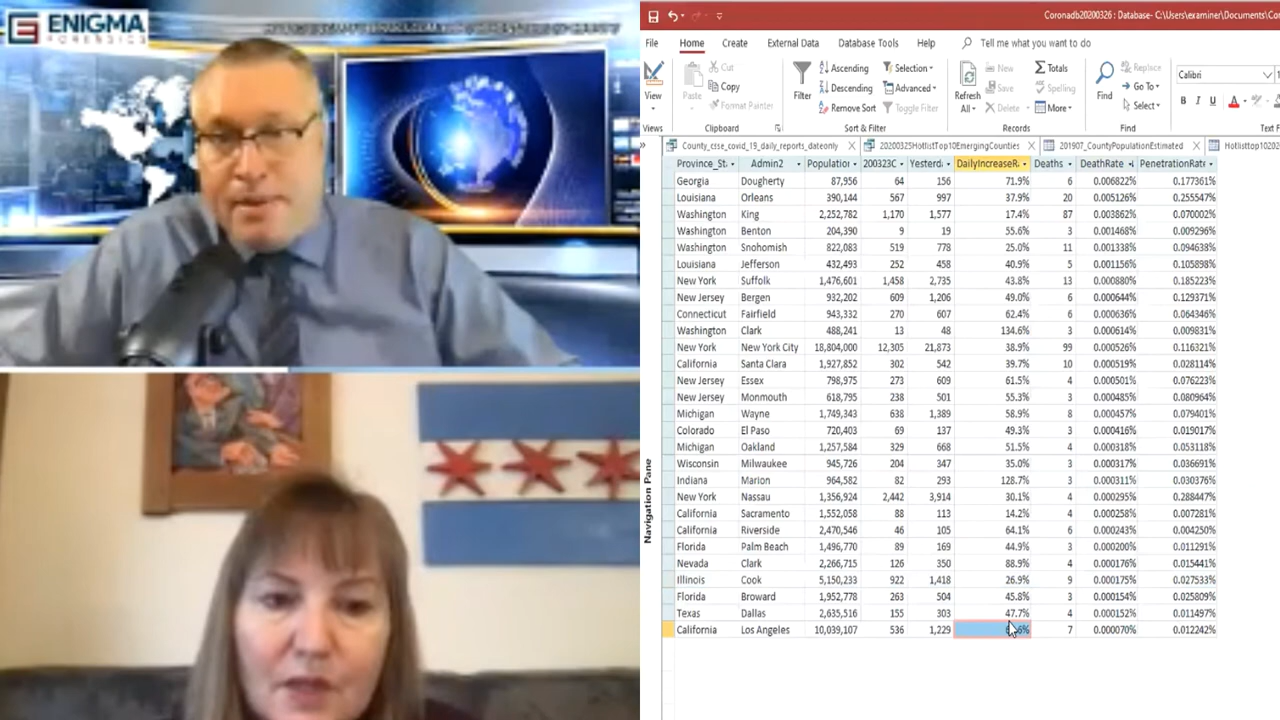 ENIGMA
FORENSICS
Coronadb20200326 : Database- C:\Users\examiner\Documents\Co
File Home Create External Data Database Tools Help Tell me what you want to do
View
Views
Paste
Cut
Copy
Format Painter
Clipboard
Filter
Ascending
Descending
Remove Sort
Selection
Advanced
Toggle Filter
Sort & Filter
Refresh
All
New
Save
Delete
Totals
Spelling
More
Records
Find
Replace
Go To
Select
Find
Calibri
B I U A
Text F
County_csse_covid_19_daily_reports_dateonly 20200325HotlistTop10EmergingCounties 201907_CountyPopulationEstimated Hotlisttop102020
Province_St Admin2 Population 200323C Yesterd DailyIncreaseRa Deaths DeathRate PenetrationRate
Georgia Dougherty 87,956 64 156 71.9% 6 0.006822% 0.177361%
Louisiana Orleans 390,144 567 997 37.9% 20 0.005126% 0.255547%
Washington King 2,252,782 1,170 1,577 17.4% 87 0.003862% 0.070002%
Washington Benton 204,390 9 19 55.6% 3 0.001468% 0.009296%
Washington Snohomish 822,083 519 778 25.0% 11 0.001338% 0.094638%
Louisiana Jefferson 432,493 252 458 40.9% 5 0.001156% 0.105898%
New York Suffolk 1,476,601 1,458 2,735 43.8% 13 0.000880% 0.185223%
New Jersey Bergen 932,202 609 1,206 49.0% 6 0.000644% 0.129371%
Connecticut Fairfield 943,332 270 607 62.4% 6 0.000636% 0.064346%
Washington Clark 488,241 13 48 134.6% 3 0.000614% 0.009831%
New York New York City 18,804,000 12,305 21,873 38.9% 99 0.000526% 0.116321%
California Santa Clara 1,927,852 302 542 39.7% 10 0.000519% 0.028114%
New Jersey Essex 798,975 273 609 61.5% 4 0.000501% 0.076223%
New Jersey Monmouth 618,795 238 501 55.3% 3 0.000485% 0.080964%
Michigan Wayne 1,749,343 638 1,389 58.9% 8 0.000457% 0.079401%
Colorado El Paso 720,403 69 137 49.3% 3 0.000416% 0.019017%
Michigan Oakland 1,257,584 329 668 51.5% 4 0.000318% 0.053118%
Wisconsin Milwaukee 945,726 204 347 35.0% 3 0.000317% 0.036691%
Indiana Marion 964,582 82 293 128.7% 3 0.000311% 0.030376%
New York Nassau 1,356,924 2,442 3,914 30.1% 4 0.000295% 0.288447%
California Sacramento 1,552,058 88 113 14.2% 4 0.000258% 0.007281%
California Riverside 2,470,546 46 105 64.1% 6 0.000243% 0.004250%
Florida Palm Beach 1,496,770 89 169 44.9% 3 0.000200% 0.011291%
Nevada Clark 2,266,715 126 350 88.9% 4 0.000176% 0.015441%
Illinois Cook 5,150,233 922 1,418 26.9% 9 0.000175% 0.027533%
Florida Broward 1,952,778 263 504 45.8% 3 0.000154% 0.025809%
Texas Dallas 2,635,516 155 303 47.7% 4 0.000152% 0.011497%
California Los Angeles 10,039,107 536 1,229 7 0.000070% 0.012242%
Navigation Pane